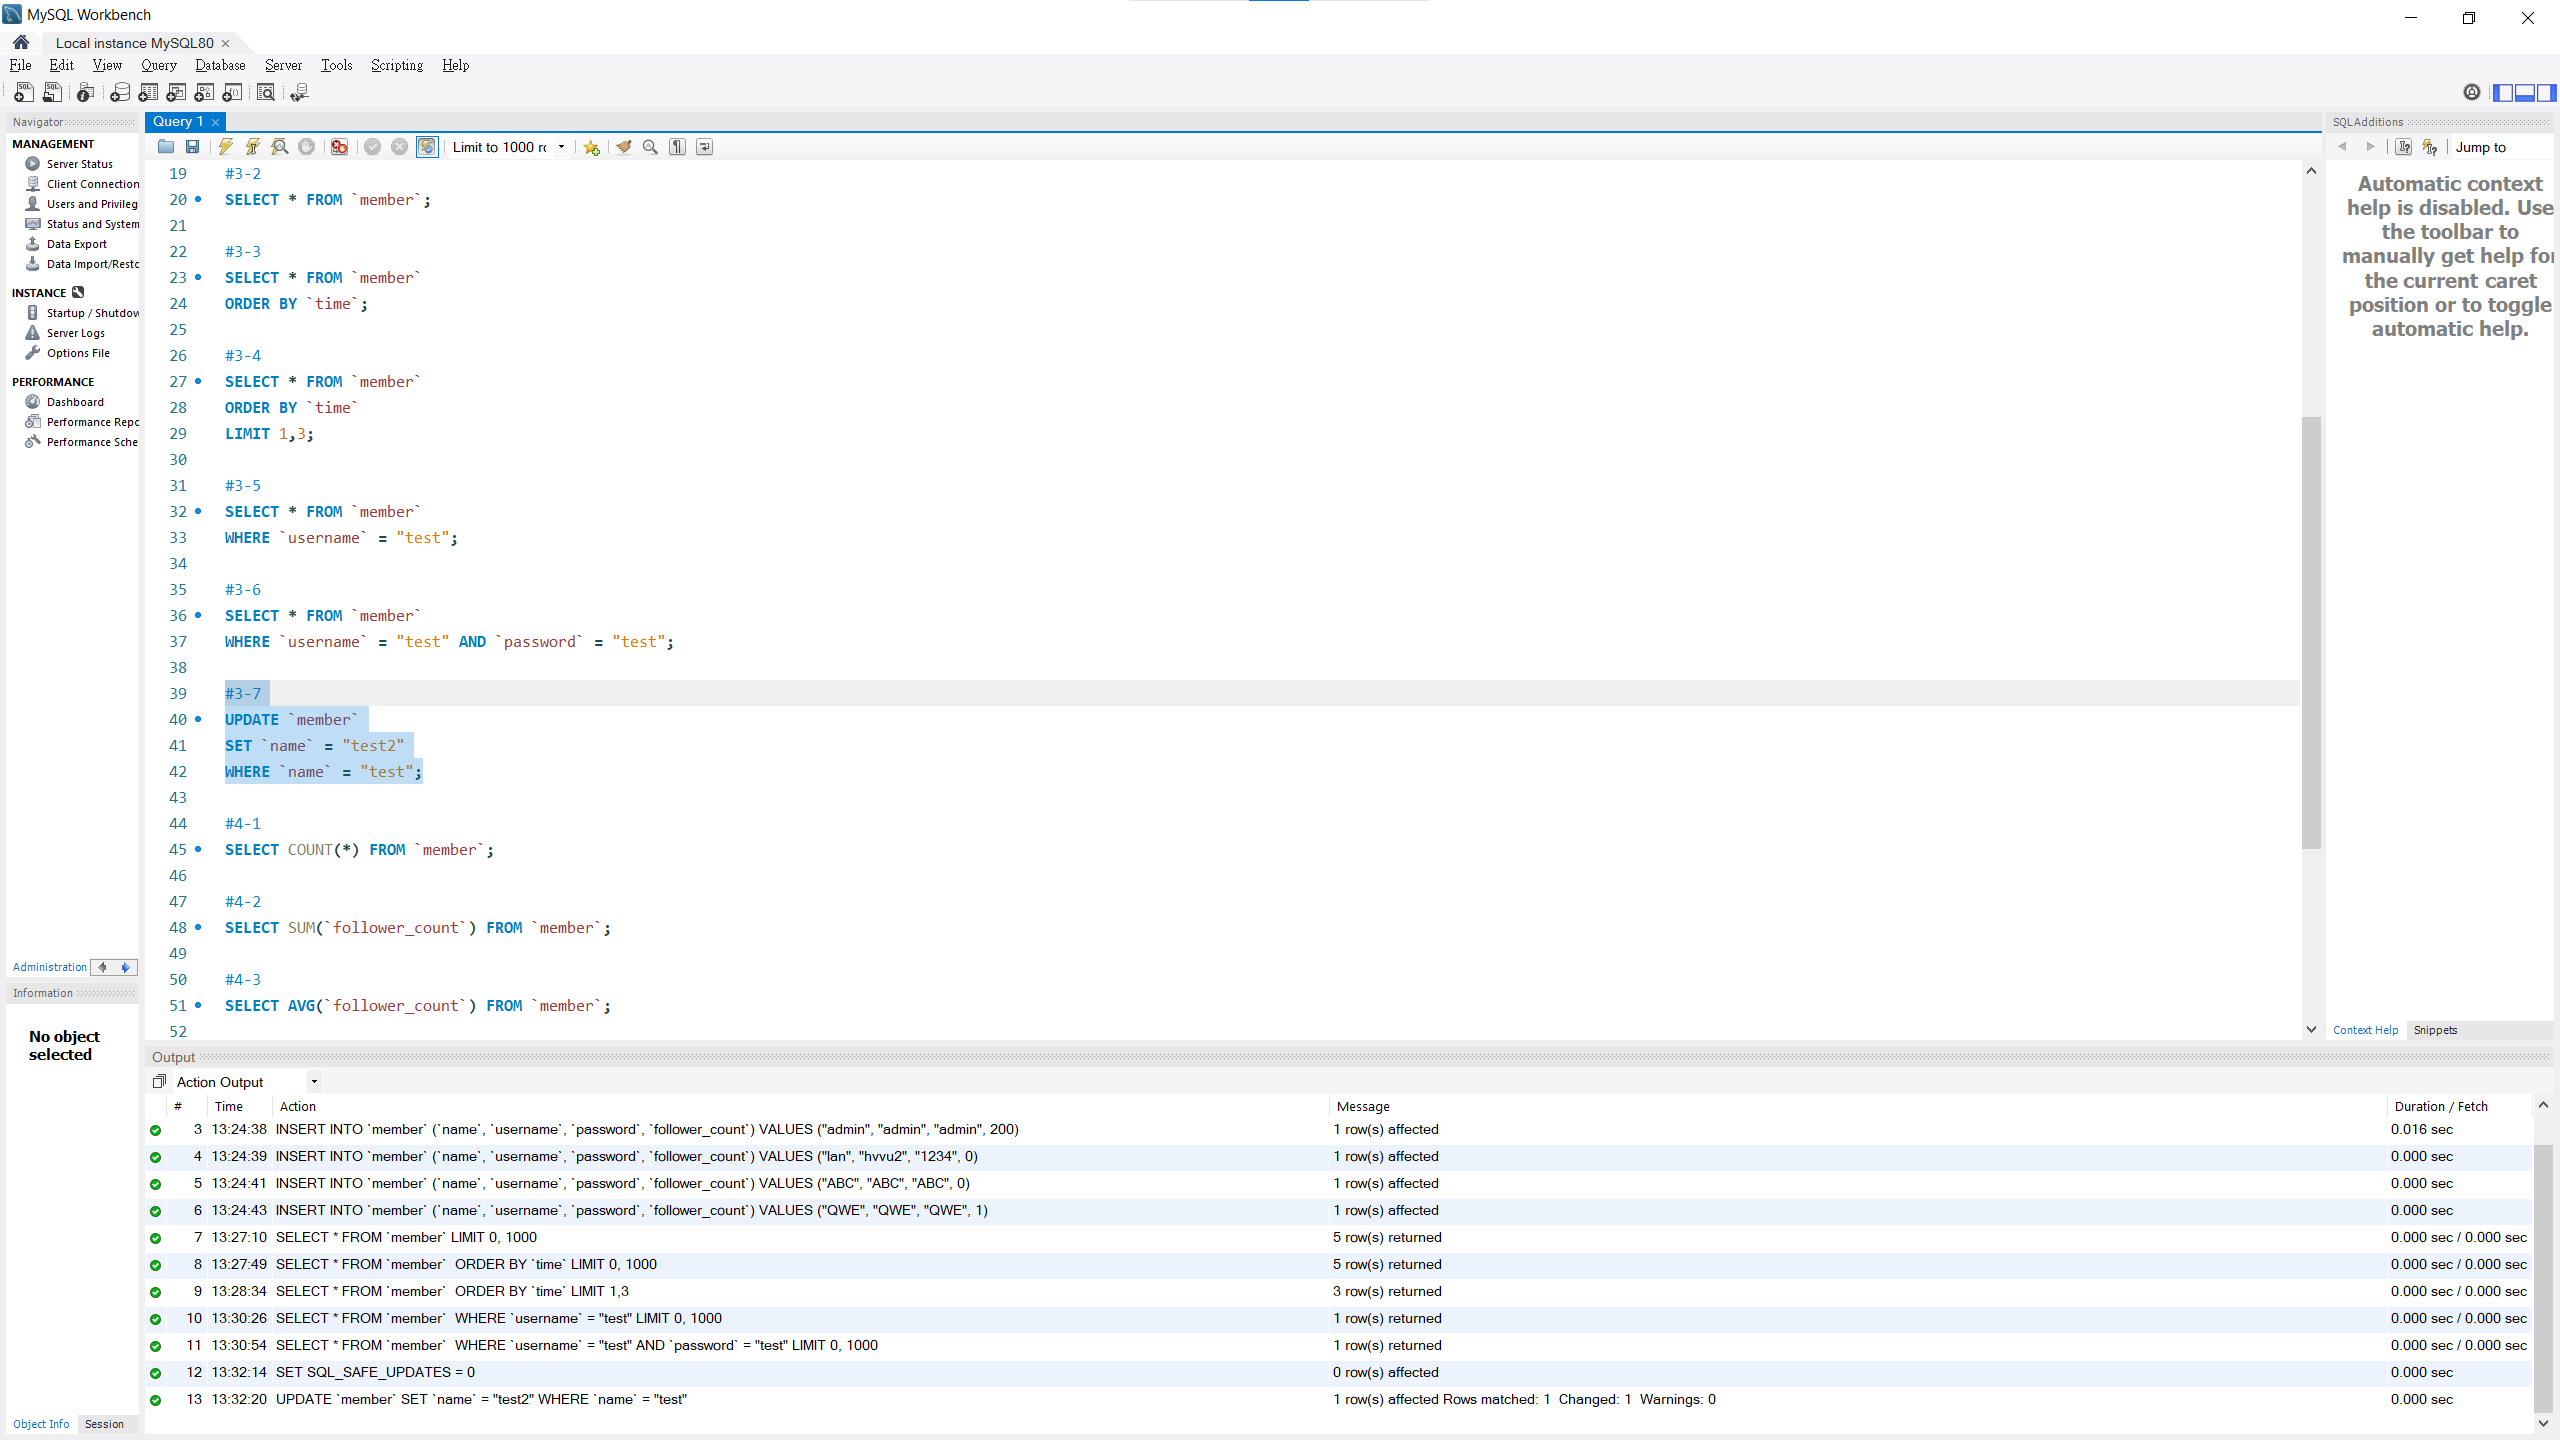 MySQL Workbench
Local instance MySQL80
File Edit View Query Database Server Tools Scripting Help
Navigator
MANAGEMENT
Server Status
Client Connection
Users and Privileg
Status and System
Data Export
Data Import/Resto
INSTANCE
Startup / Shutdow
Server Logs
Options File
PERFORMANCE
Dashboard
Performance Repo
Performance Sche
Administration
Information
No object
selected
Object Info Session
Query 1
Limit to 1000 ro
19 #3-2
20 SELECT * FROM `member`;
21
22 #3-3
23 SELECT * FROM `member`
24 ORDER BY `time`;
25
26 #3-4
27 SELECT * FROM `member`
28 ORDER BY `time`
29 LIMIT 1,3;
30
31 #3-5
32 SELECT * FROM `member`
33 WHERE `username` = "test";
34
35 #3-6
36 SELECT * FROM `member`
37 WHERE `username` = "test" AND `password` = "test";
38
39 #3-7
40 UPDATE `member`
41 SET `name` = "test2"
42 WHERE `name` = "test";
43
44 #4-1
45 SELECT COUNT(*) FROM `member`;
46
47 #4-2
48 SELECT SUM(`follower_count`) FROM `member`;
49
50 #4-3
51 SELECT AVG(`follower_count`) FROM `member`;
52
SQLAdditions
Jump to
Automatic context
help is disabled. Use
the toolbar to
manually get help for
the current caret
position or to toggle
automatic help.
Context Help Snippets
Output
Action Output
# Time Action Message Duration / Fetch
3 13:24:38 INSERT INTO `member` (`name`, `username`, `password`, `follower_count`) VALUES ("admin", "admin", "admin", 200) 1 row(s) affected 0.016 sec
4 13:24:39 INSERT INTO `member` (`name`, `username`, `password`, `follower_count`) VALUES ("Ian", "hvvu2", "1234", 0) 1 row(s) affected 0.000 sec
5 13:24:41 INSERT INTO `member` (`name`, `username`, `password`, `follower_count`) VALUES ("ABC", "ABC", "ABC", 0) 1 row(s) affected 0.000 sec
6 13:24:43 INSERT INTO `member` (`name`, `username`, `password`, `follower_count`) VALUES ("QWE", "QWE", "QWE", 1) 1 row(s) affected 0.000 sec
7 13:27:10 SELECT * FROM `member` LIMIT 0, 1000 5 row(s) returned 0.000 sec / 0.000 sec
8 13:27:49 SELECT * FROM `member` ORDER BY `time` LIMIT 0, 1000 5 row(s) returned 0.000 sec / 0.000 sec
9 13:28:34 SELECT * FROM `member` ORDER BY `time` LIMIT 1,3 3 row(s) returned 0.000 sec / 0.000 sec
10 13:30:26 SELECT * FROM `member` WHERE `username` = "test" LIMIT 0, 1000 1 row(s) returned 0.000 sec / 0.000 sec
11 13:30:54 SELECT * FROM `member` WHERE `username` = "test" AND `password` = "test" LIMIT 0, 1000 1 row(s) returned 0.000 sec / 0.000 sec
12 13:32:14 SET SQL_SAFE_UPDATES = 0 0 row(s) affected 0.000 sec
13 13:32:20 UPDATE `member` SET `name` = "test2" WHERE `name` = "test" 1 row(s) affected Rows matched: 1 Changed: 1 Warnings: 0 0.000 sec